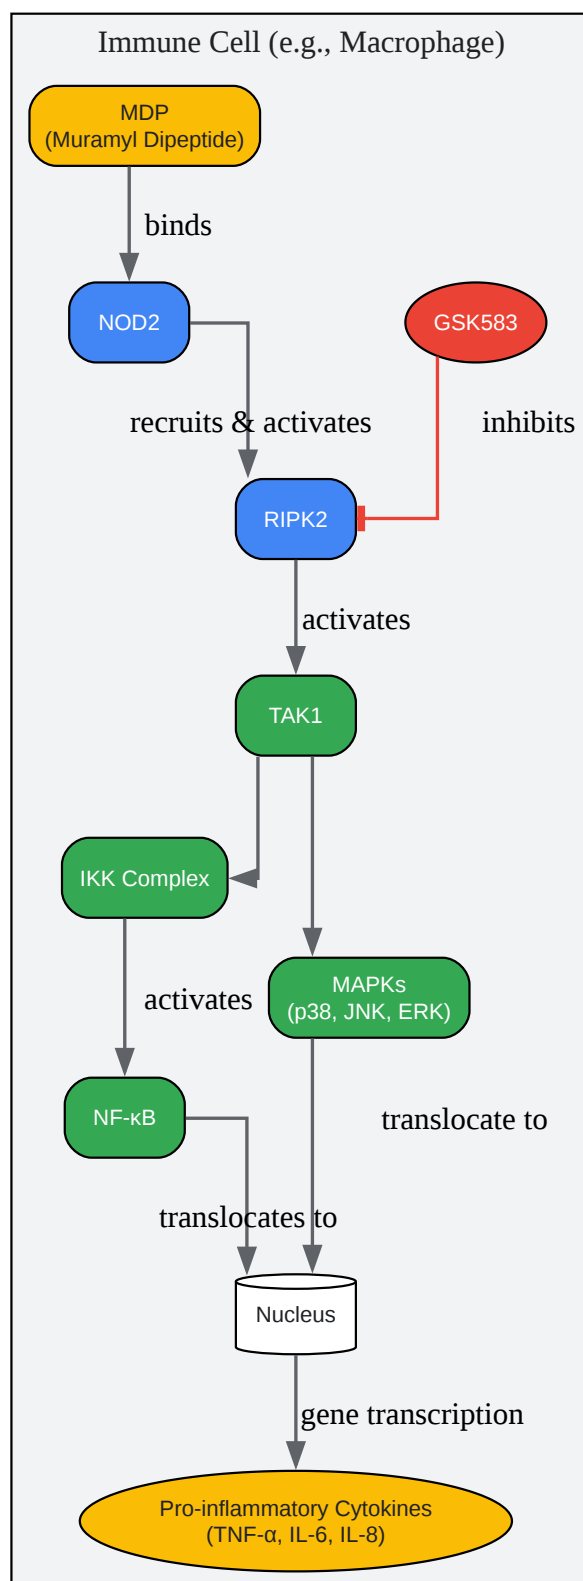 Immune Cell (e.g., Macrophage)
MDP
(Muramyl Dipeptide)
binds
NOD2
GSK583
recruits & activates
inhibits
RIPK2
activates
TAK1
IKK Complex
MAPKs
(p38, JNK, ERK)
activates
NF-κB
translocate to
translocates to
Nucleus
gene transcription
Pro-inflammatory Cytokines
(TNF-α, IL-6, IL-8)